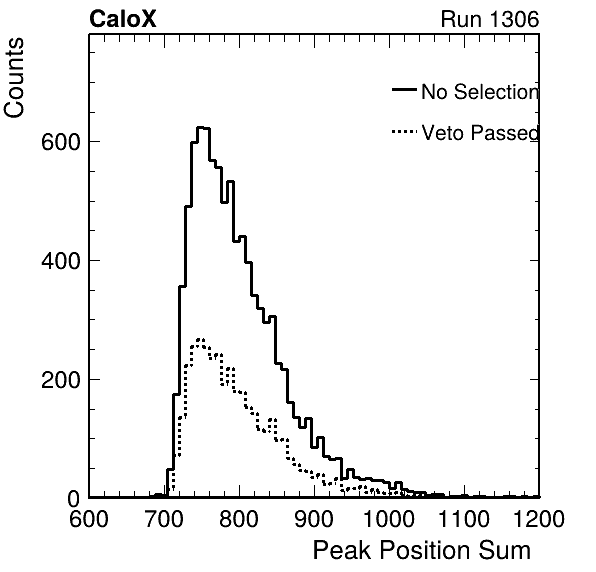 CaloX Run 1306
Counts
No Selection
Veto Passed
600
400
200
0
600 700 800 900 1000 1100 1200
Peak Position Sum